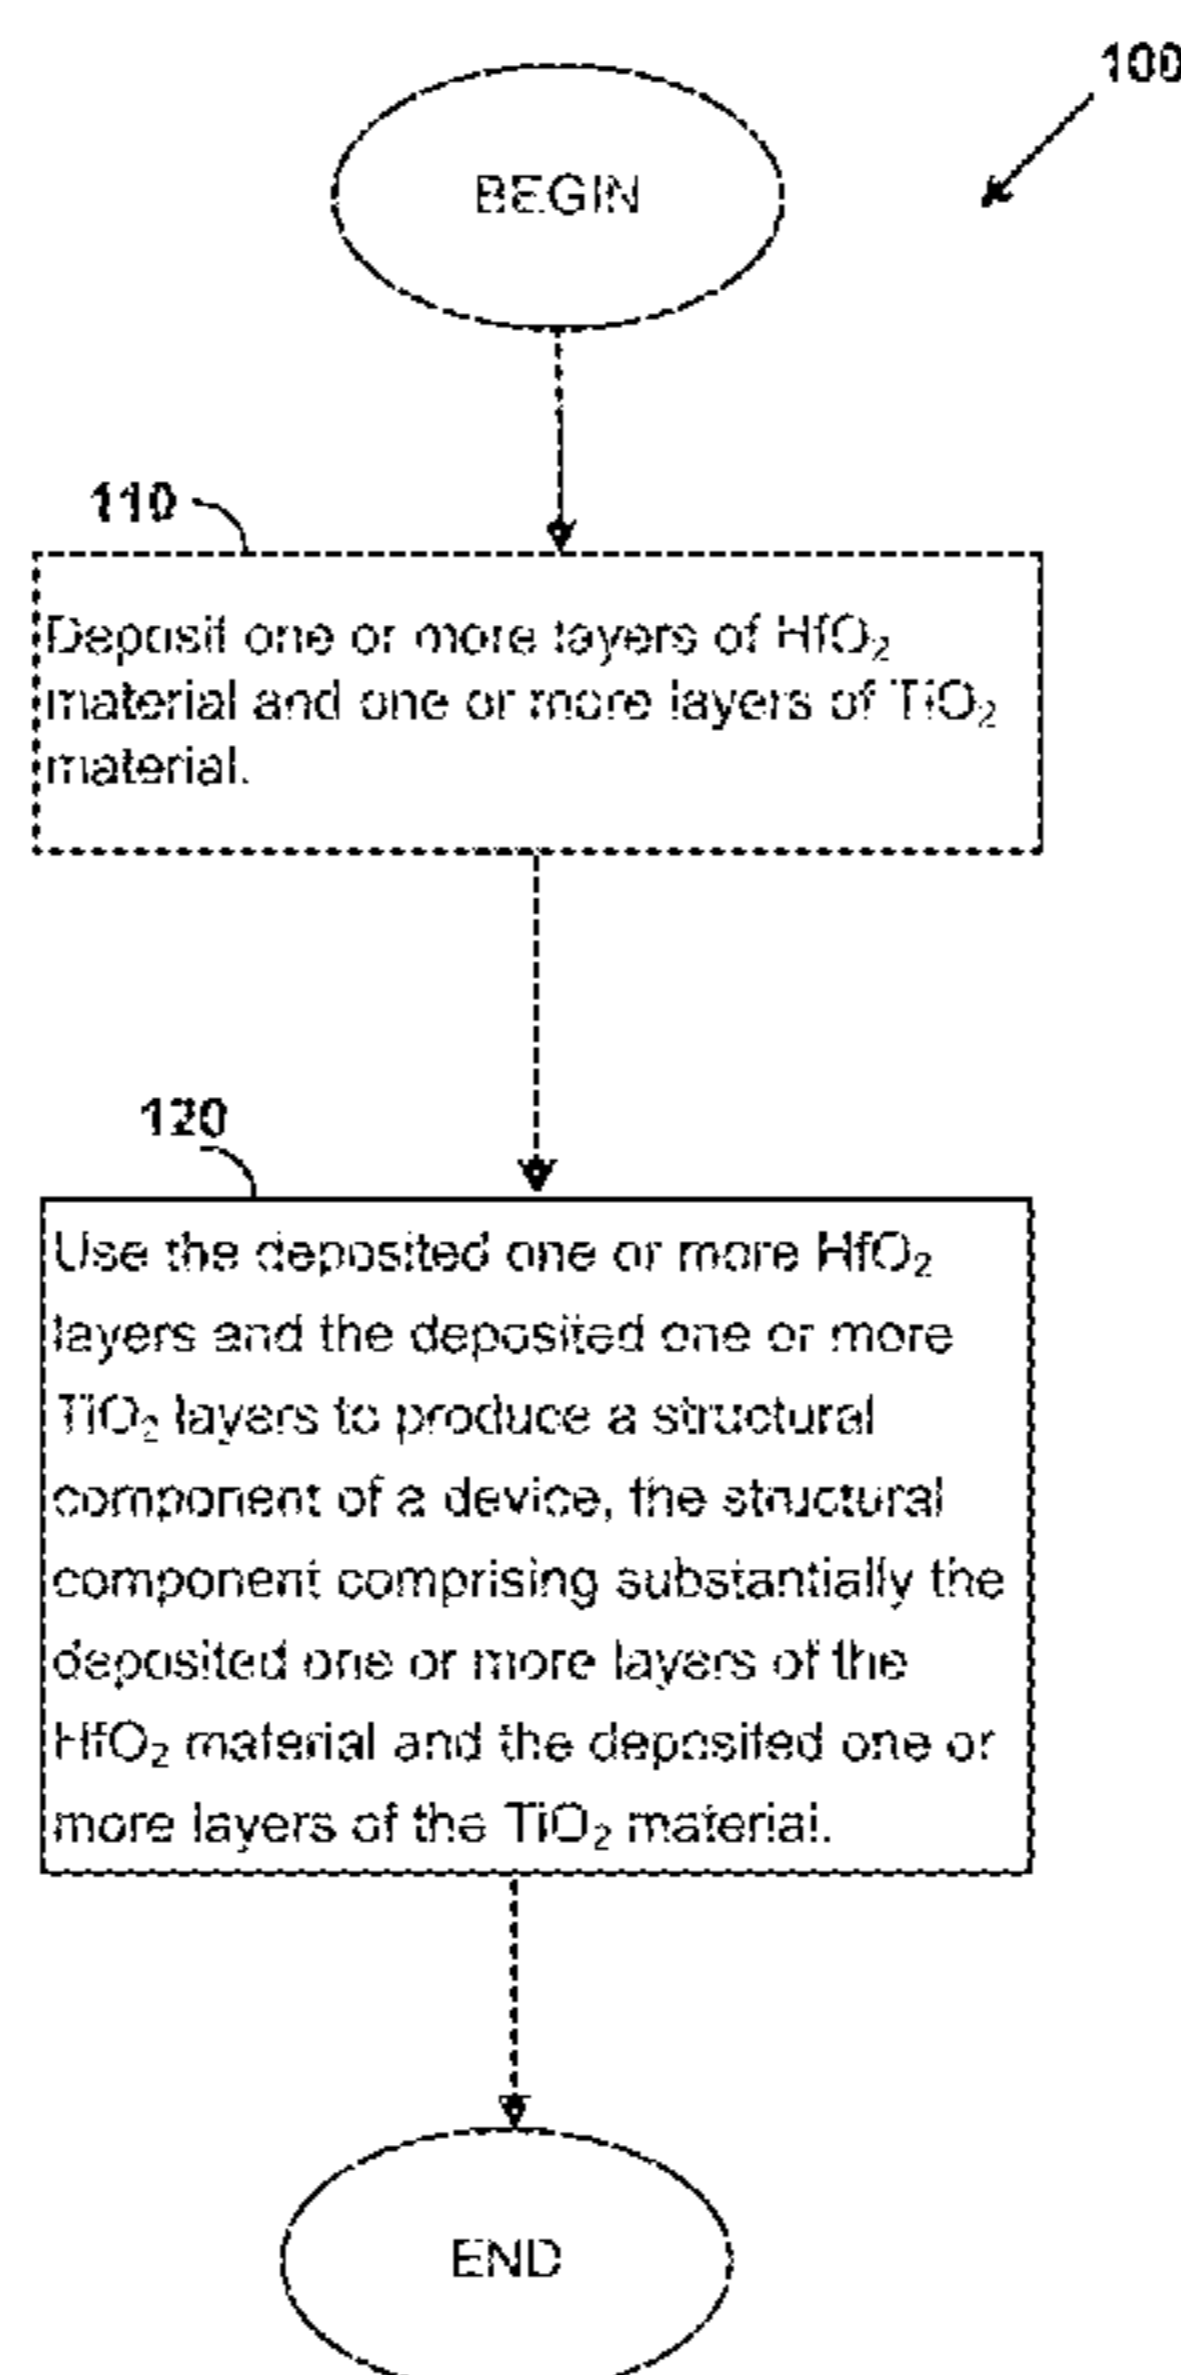 100
BEGIN
110
Deposit one or more layers of HfO₂
material and one or more layers of TiO₂
material.
120
Use the deposited one or more HfO₂
layers and the deposited one or more
TiO₂ layers to produce a structural
component of a device, the structural
component comprising substantially the
deposited one or more layers of the
HfO₂ material and the deposited one or
more layers of the TiO₂ material.
END